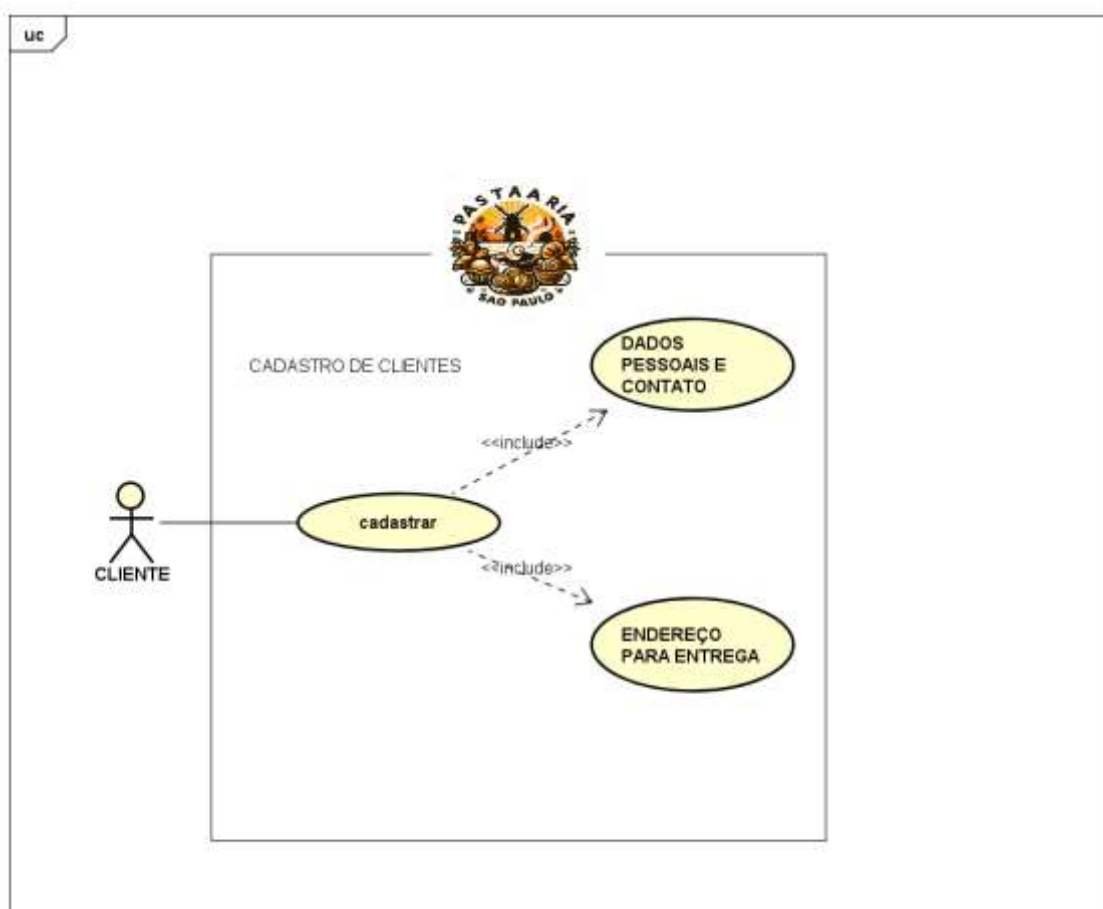 uc
PASTAARIA
SAO PAULO
CADASTRO DE CLIENTES
DADOS
PESSOAIS E
CONTATO
<<include>>
cadastrar
CLIENTE
<<include>>
ENDEREÇO
PARA ENTREGA